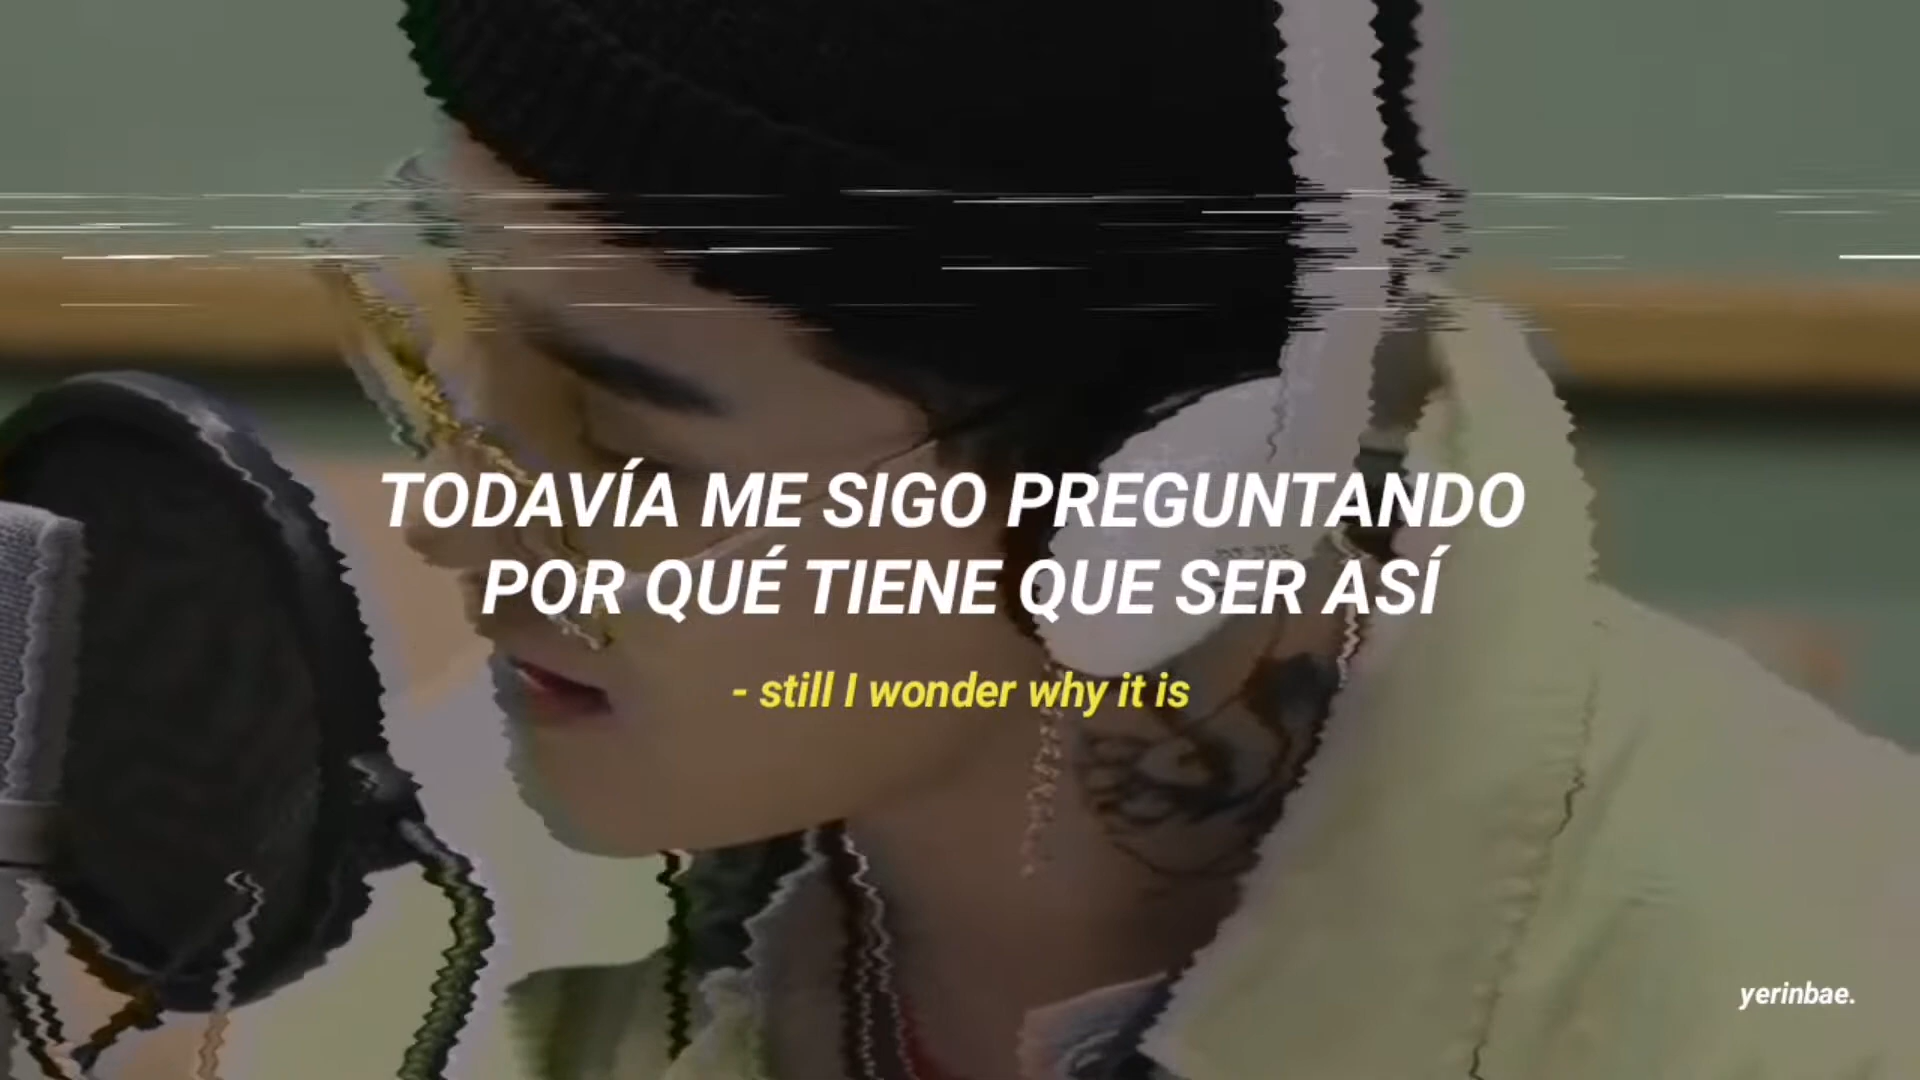 TODAVÍA ME SIGO PREGUNTANDO
POR QUÉ TIENE QUE SER ASÍ
- still I wonder why it is
yerinbae.